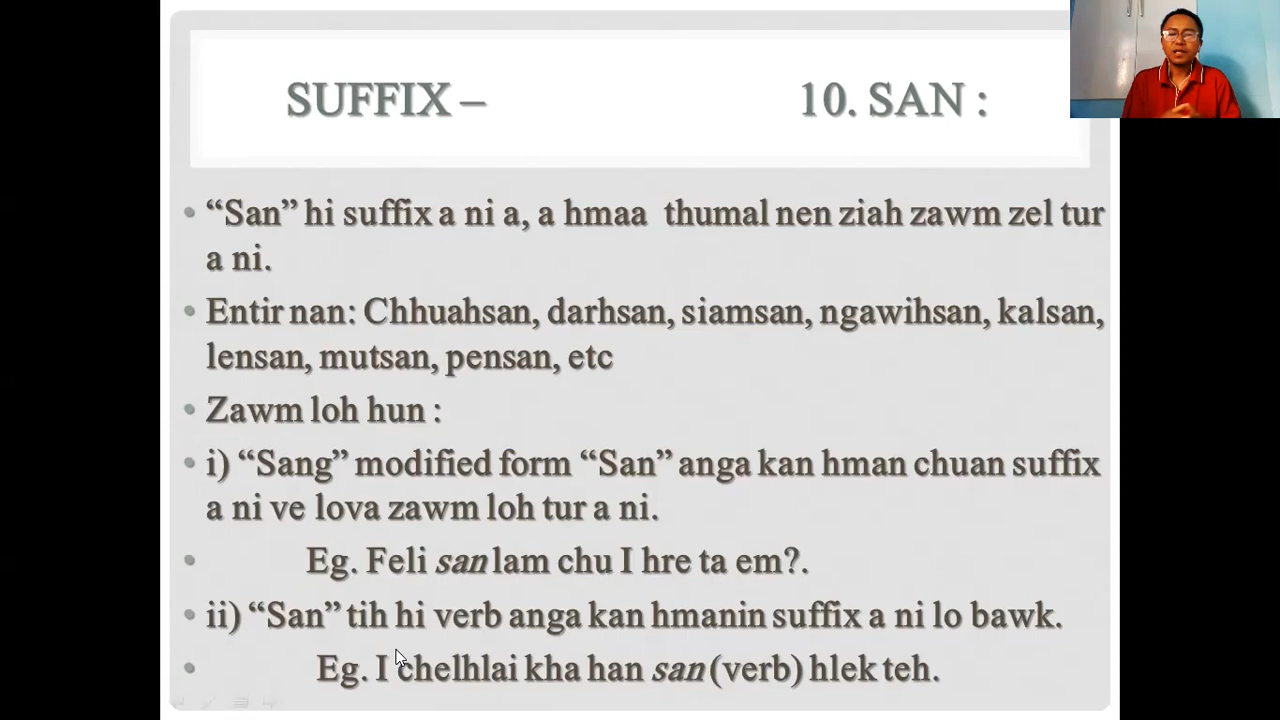 SUFFIX – 10. SAN :
• “San” hi suffix a ni a, a hmaa thumal nen ziah zawm zel tur
a ni.
• Entir nan: Chhuahsan, darhsan, siamsan, ngawihsan, kalsan,
lensan, mutsan, pensan, etc
• Zawm loh hun :
• i) “Sang” modified form “San” anga kan hman chuan suffix
a ni ve lova zawm loh tur a ni.
• Eg. Feli san lam chu I hre ta em?.
• ii) “San” tih hi verb anga kan hmanin suffix a ni lo bawk.
• Eg. I chelhlai kha han san (verb) hlek teh.